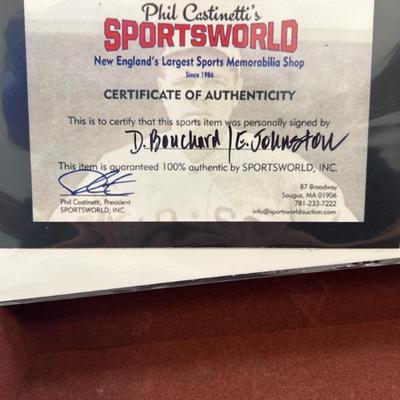 Phil Castinetti's
SPORTSWORLD
New England's Largest Sports Memorabilia Shop
Since 1986
CERTIFICATE OF AUTHENTICITY
This is to certify that this sports item was personally signed by
D. Bouchard / E. Johnston
This item is guaranteed 100% authentic by SPORTSWORLD, INC.
Phil Castinetti, President
SPORTSWORLD, INC.
87 Broadway
Saugus, MA 01906
781-233-7222
info@sportsworldauction.com